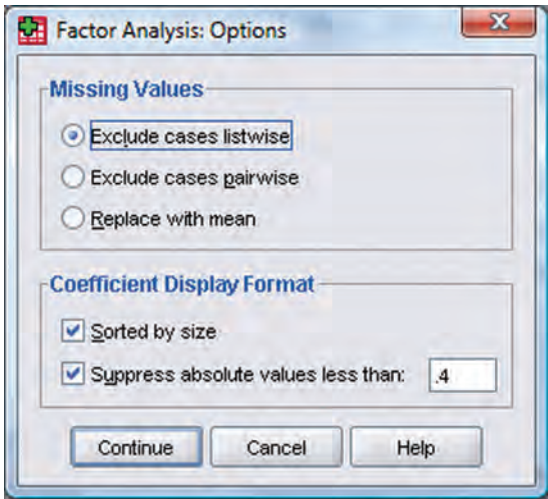 Factor Analysis: Options
Missing Values
Exclude cases listwise
Exclude cases pairwise
Replace with mean
Coefficient Display Format
Sorted by size
Suppress absolute values less than: .4
Continue Cancel Help